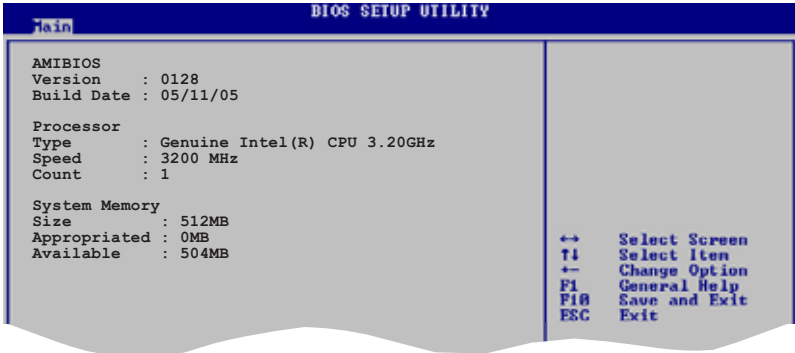 BIOS SETUP UTILITY
Main
AMIBIOS
Version : 0128
Build Date : 05/11/05
Processor
Type : Genuine Intel(R) CPU 3.20GHz
Speed : 3200 MHz
Count : 1
System Memory
Size : 512MB
Appropriated : 0MB
Available : 504MB
↔ Select Screen
↑↓ Select Item
+- Change Option
F1 General Help
F10 Save and Exit
ESC Exit